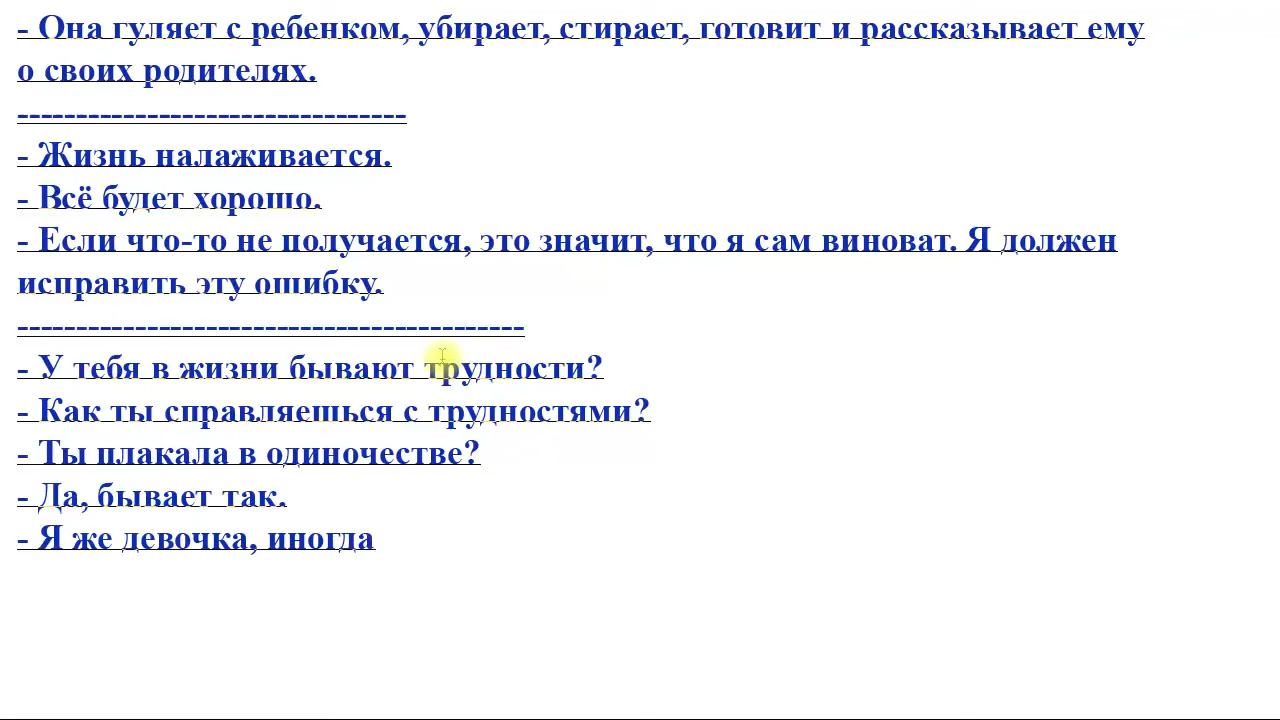 - Она гуляет с ребенком, убирает, стирает, готовит и рассказывает ему
о своих родителях.
---------------------------------
- Жизнь налаживается.
- Всё будет хорошо.
- Если что-то не получается, это значит, что я сам виноват. Я должен
исправить эту ошибку.
-------------------------------------------
- У тебя в жизни бывают трудности?
- Как ты справляешься с трудностями?
- Ты плакала в одиночестве?
- Да, бывает так.
- Я же девочка, иногда